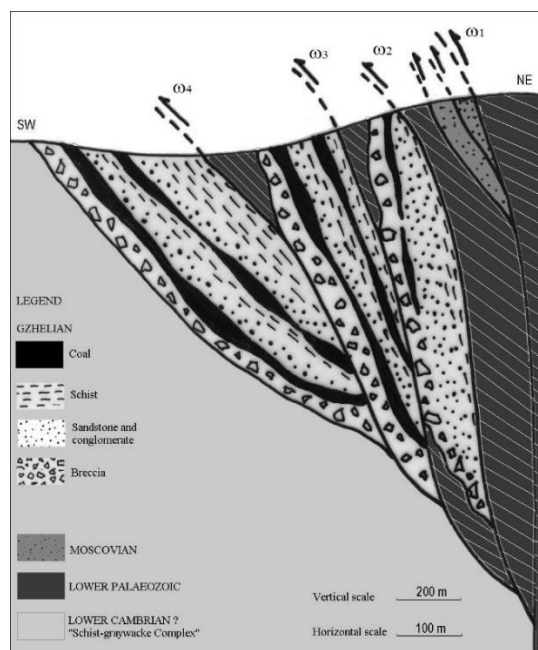 ω4
ω3
ω2
ω1
SW
NE
LEGEND
GZHELIAN
Coal
Schist
Sandstone and
conglomerate
Breccia
MOSCOVIAN
LOWER PALAEOZOIC
LOWER CAMBRIAN ?
"Schist-graywacke Complex"
Vertical scale 200 m
Horizontal scale 100 m